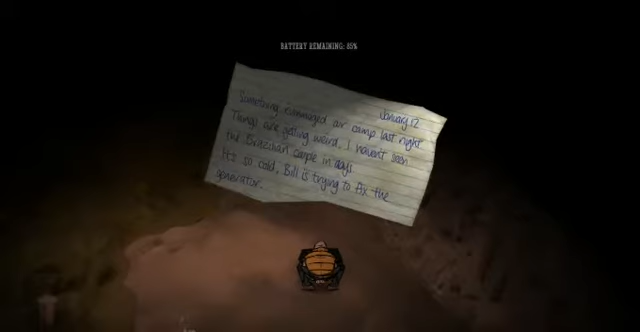 BATTERY REMAINING: 85%
January 12
Something rummaged our camp last night.
Things are getting weird. I haven't seen
the Brazilian couple in days
It's so cold. Bill is trying to fix the
generator.